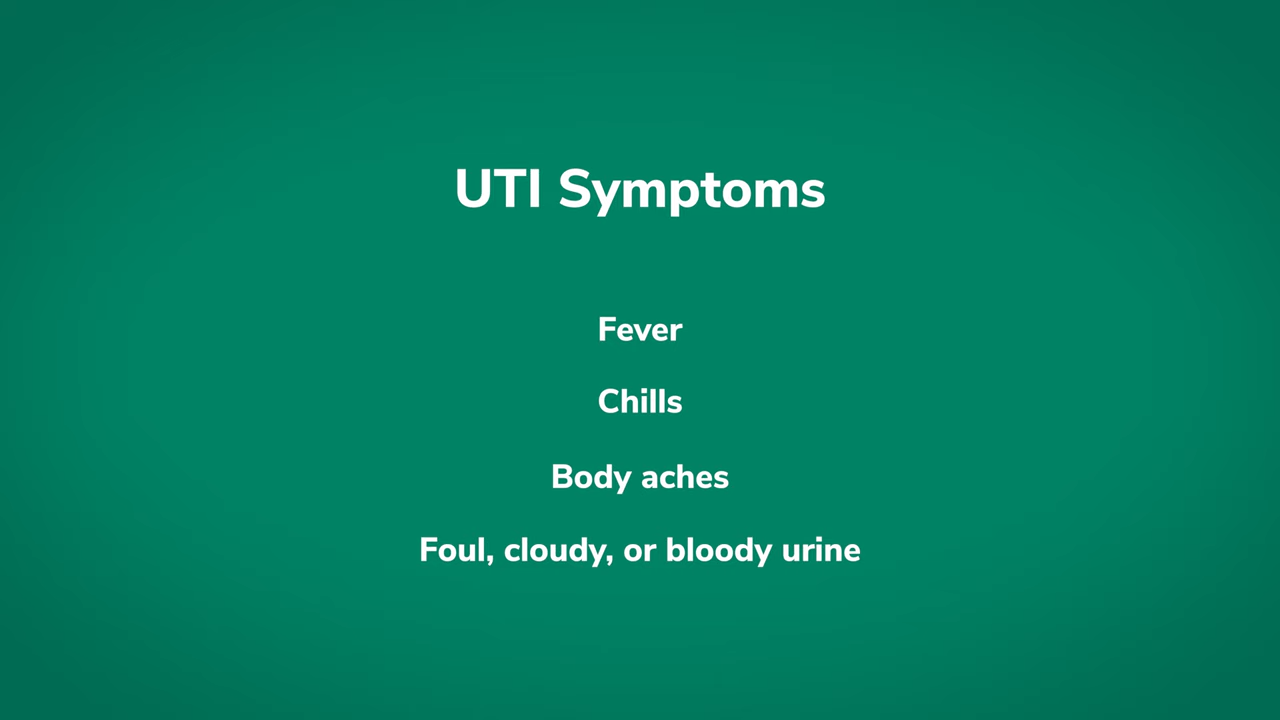 UTI Symptoms
Fever
Chills
Body aches
Foul, cloudy, or bloody urine